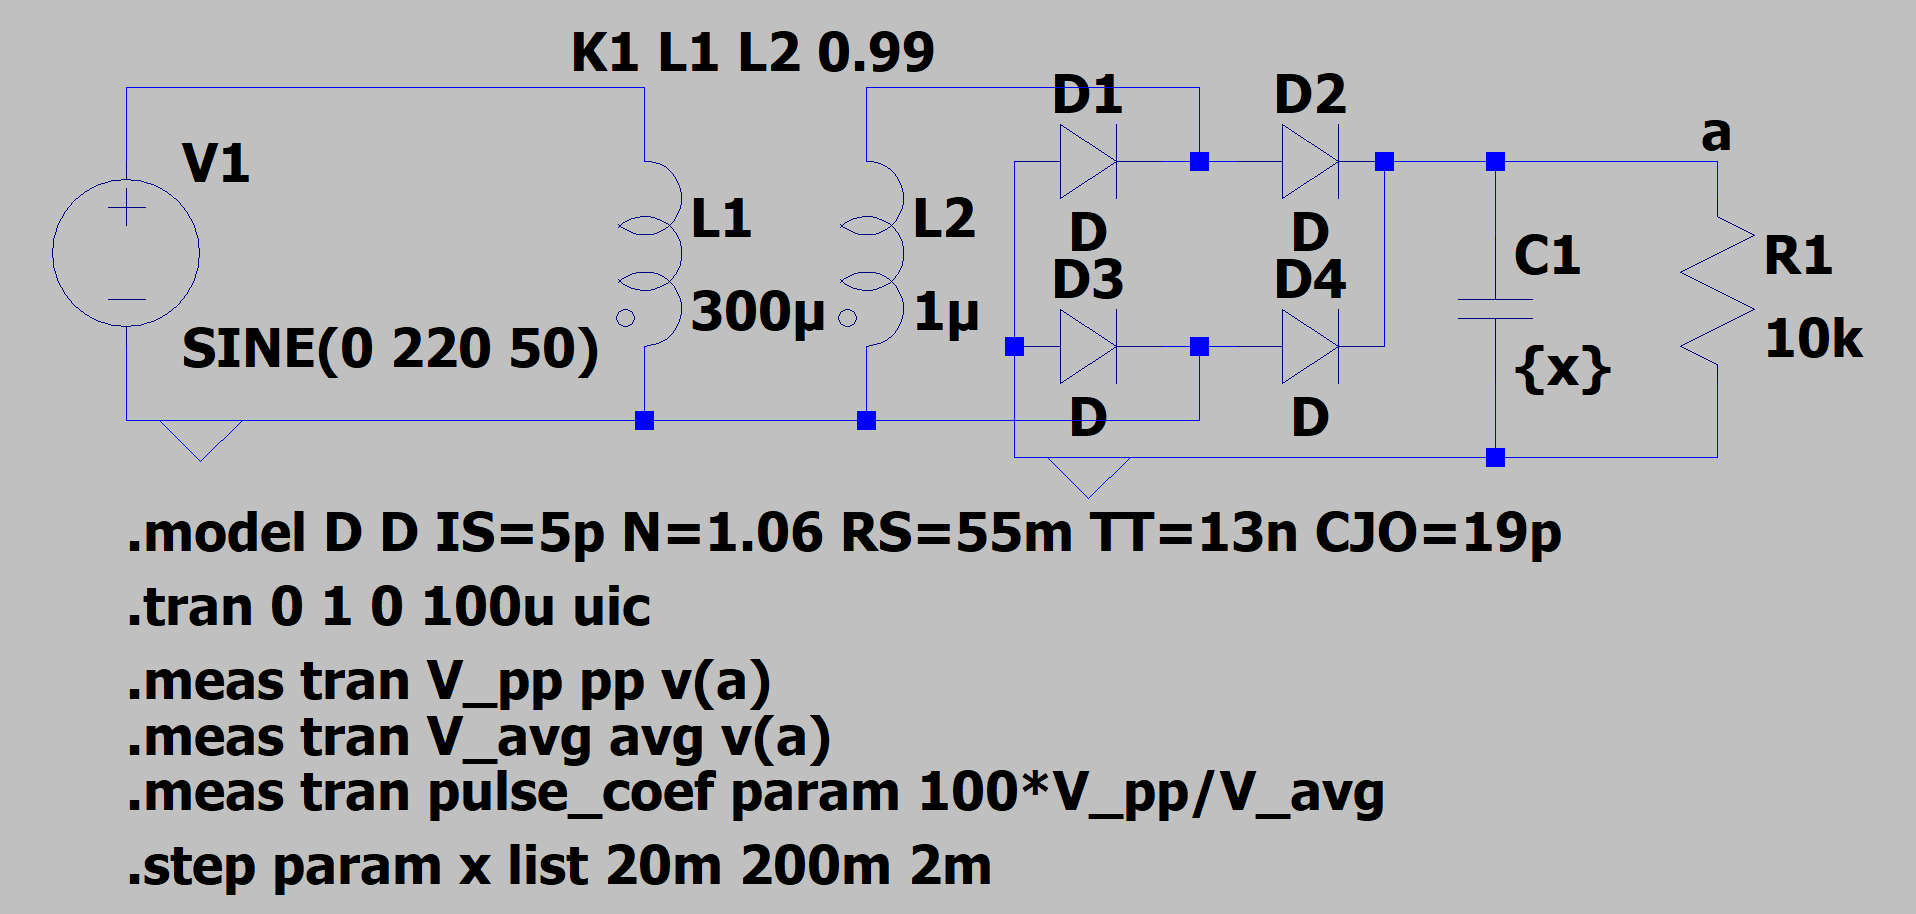 K1 L1 L2 0.99
D1
D2
a
V1
L1
L2
D
D
C1
R1
D3
D4
300µ
1µ
10k
SINE(0 220 50)
{x}
D
D
.model D D IS=5p N=1.06 RS=55m TT=13n CJO=19p
.tran 0 1 0 100u uic
.meas tran V_pp pp v(a)
.meas tran V_avg avg v(a)
.meas tran pulse_coef param 100*V_pp/V_avg
.step param x list 20m 200m 2m